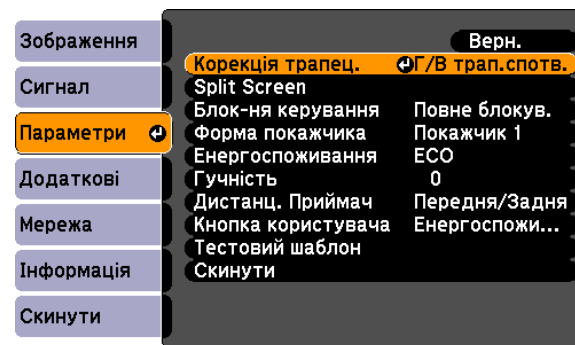 Зображення
Сигнал
Параметри
Додаткові
Мережа
Інформація
Скинути
Верн.
Корекція трапец. Г/В трап.спотв.
Split Screen
Блок-ня керування Повне блокув.
Форма покажчика Покажчик 1
Енергоспоживання ECO
Гучність 0
Дистанц. Приймач Передня/Задня
Кнопка користувача Енергоспожи...
Тестовий шаблон
Скинути